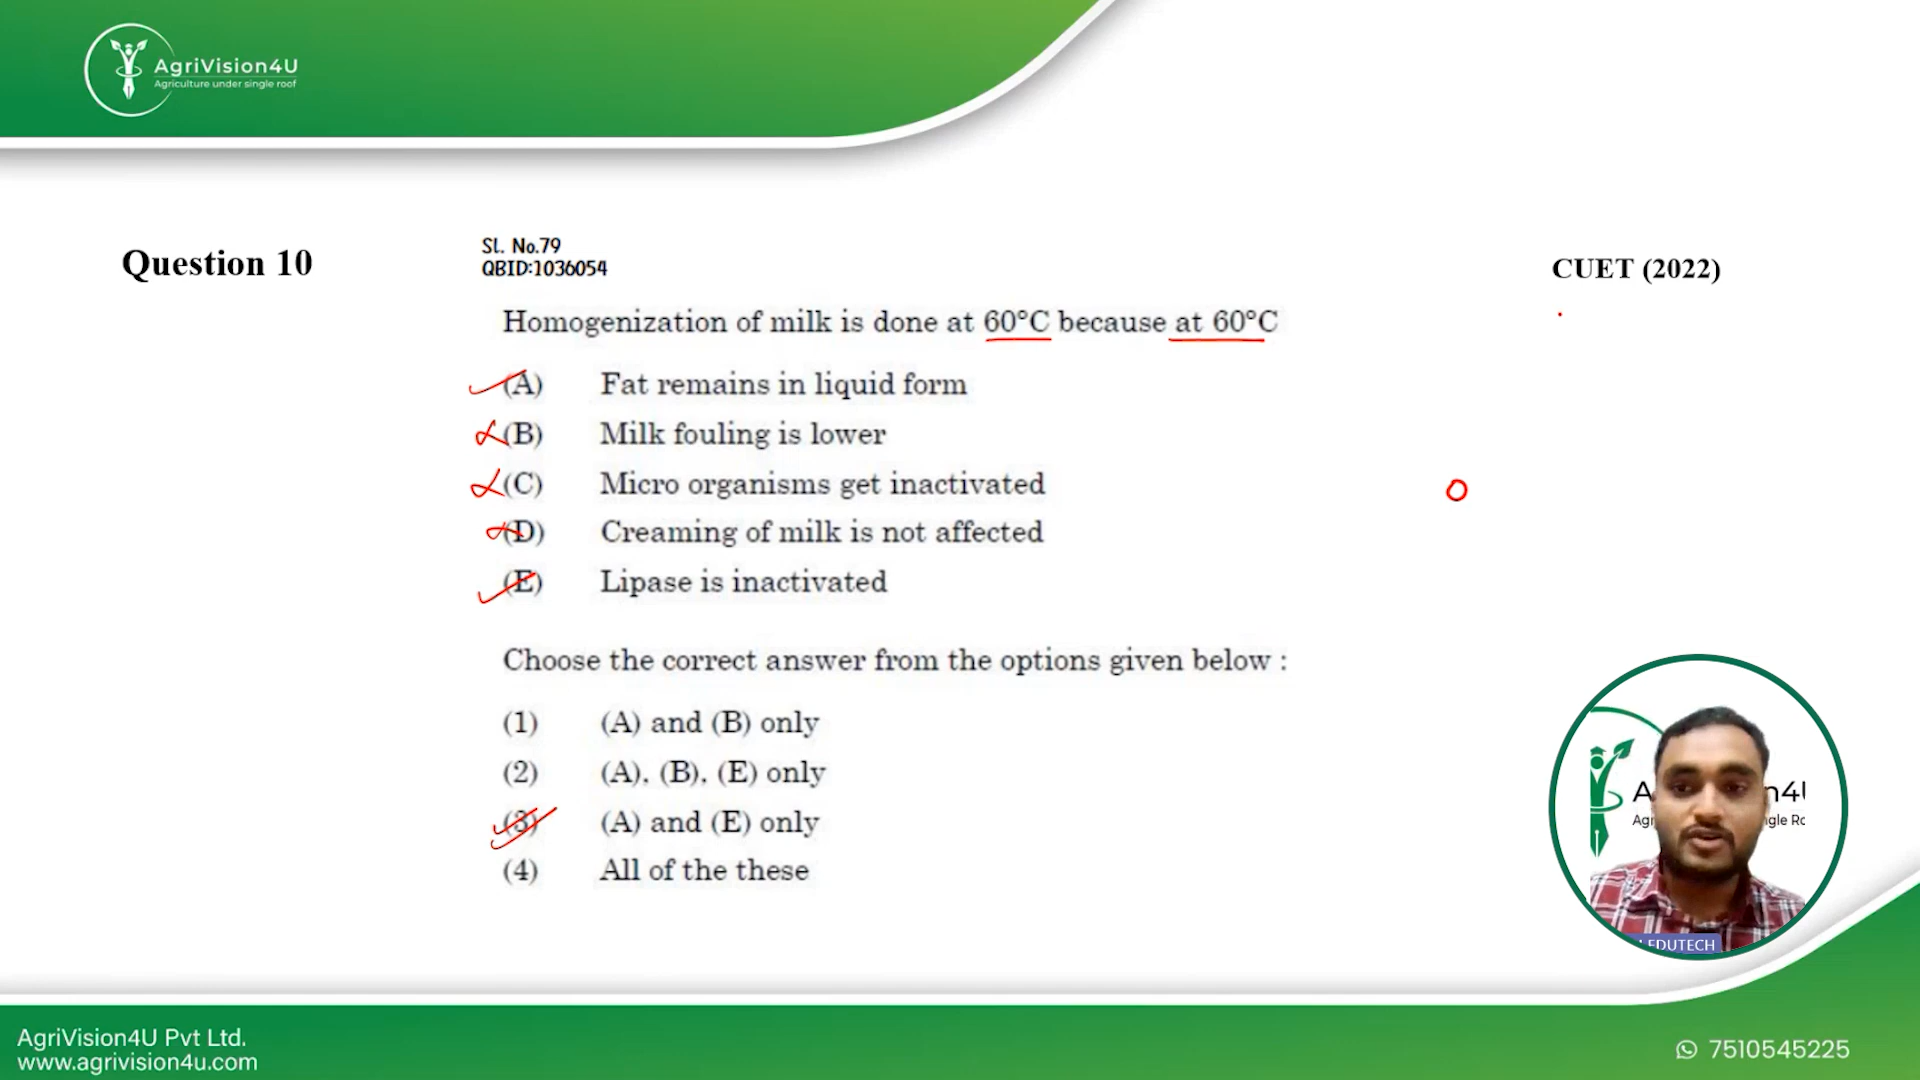 AgriVision4U
Agriculture under single roof
Question 10
Sl. No.79
QBID:1036054
CUET (2022)
Homogenization of milk is done at 60°C because at 60°C
(A) Fat remains in liquid form
(B) Milk fouling is lower
(C) Micro organisms get inactivated
(D) Creaming of milk is not affected
(E) Lipase is inactivated
Choose the correct answer from the options given below :
(1) (A) and (B) only
(2) (A). (B). (E) only
(3) (A) and (E) only
(4) All of the these
EDUTECH
AgriVision4U Pvt Ltd.
www.agrivision4u.com
7510545225